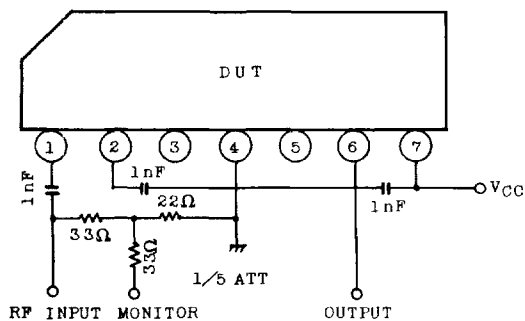 DUT
1 2 3 4 5 6 7
1nF
1nF
1nF
VCC
22Ω
33Ω
33Ω
1/5 ATT
RF INPUT MONITOR OUTPUT